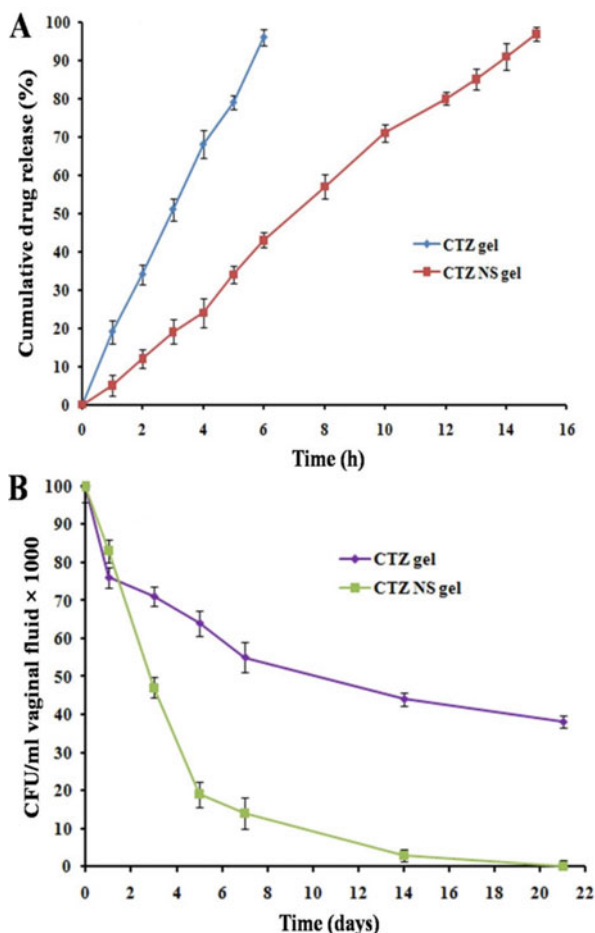 A
Cumulative drug release (%)
100
90
80
70
60
50
40
30
20
10
0
CTZ gel
CTZ NS gel
0 2 4 6 8 10 12 14 16
Time (h)
B
CFU/ml vaginal fluid × 1000
100
90
80
70
60
50
40
30
20
10
0
CTZ gel
CTZ NS gel
0 2 4 6 8 10 12 14 16 18 20 22
Time (days)